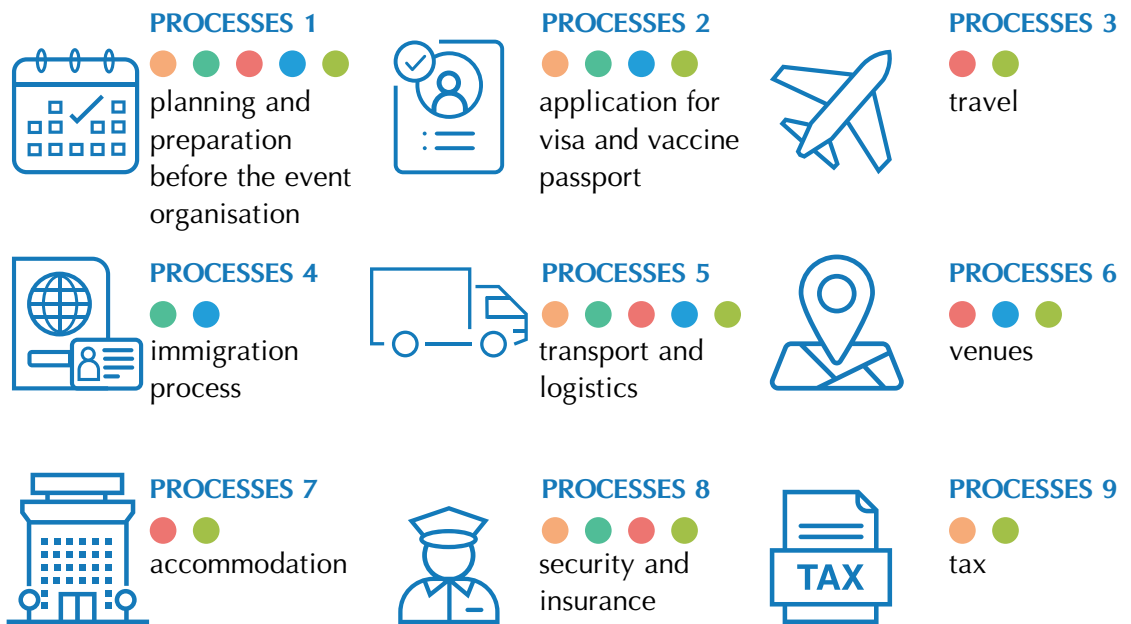 PROCESSES 1
planning and
preparation
before the event
organisation
PROCESSES 2
application for
visa and vaccine
passport
PROCESSES 3
travel
PROCESSES 4
immigration
process
PROCESSES 5
transport and
logistics
PROCESSES 6
venues
PROCESSES 7
accommodation
PROCESSES 8
security and
insurance
TAX
PROCESSES 9
tax